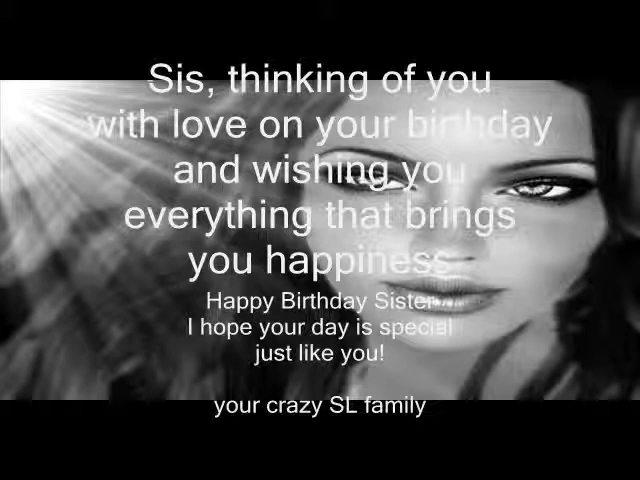 Sis, thinking of you
with love on your birthday
and wishing you
everything that brings
you happiness
Happy Birthday Sister
I hope your day is special
just like you!
your crazy SL family